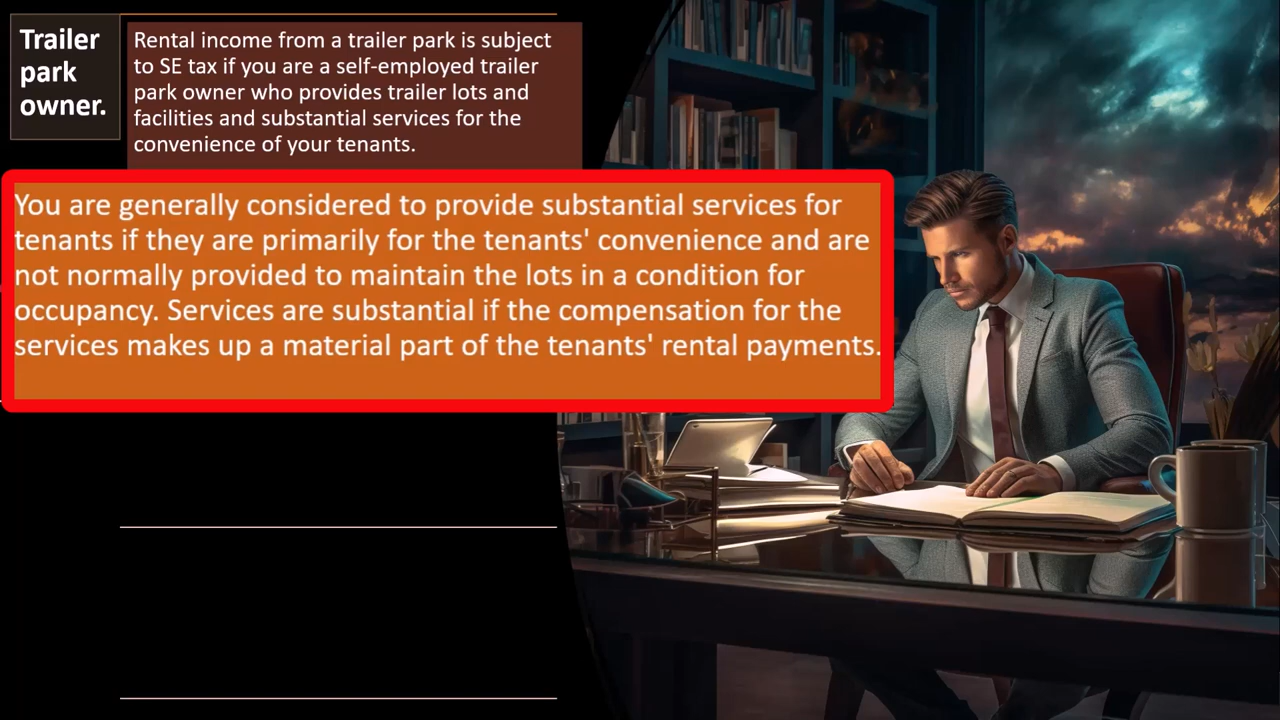 Trailer
park
owner.
Rental income from a trailer park is subject
to SE tax if you are a self-employed trailer
park owner who provides trailer lots and
facilities and substantial services for the
convenience of your tenants.
You are generally considered to provide substantial services for
tenants if they are primarily for the tenants' convenience and are
not normally provided to maintain the lots in a condition for
occupancy. Services are substantial if the compensation for the
services makes up a material part of the tenants' rental payments.